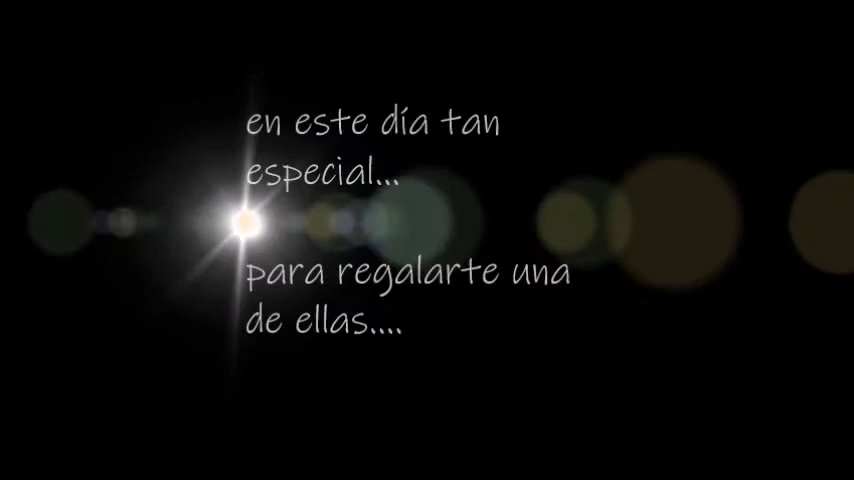 en este día tan
especial...
para regalarte una
de ellas....